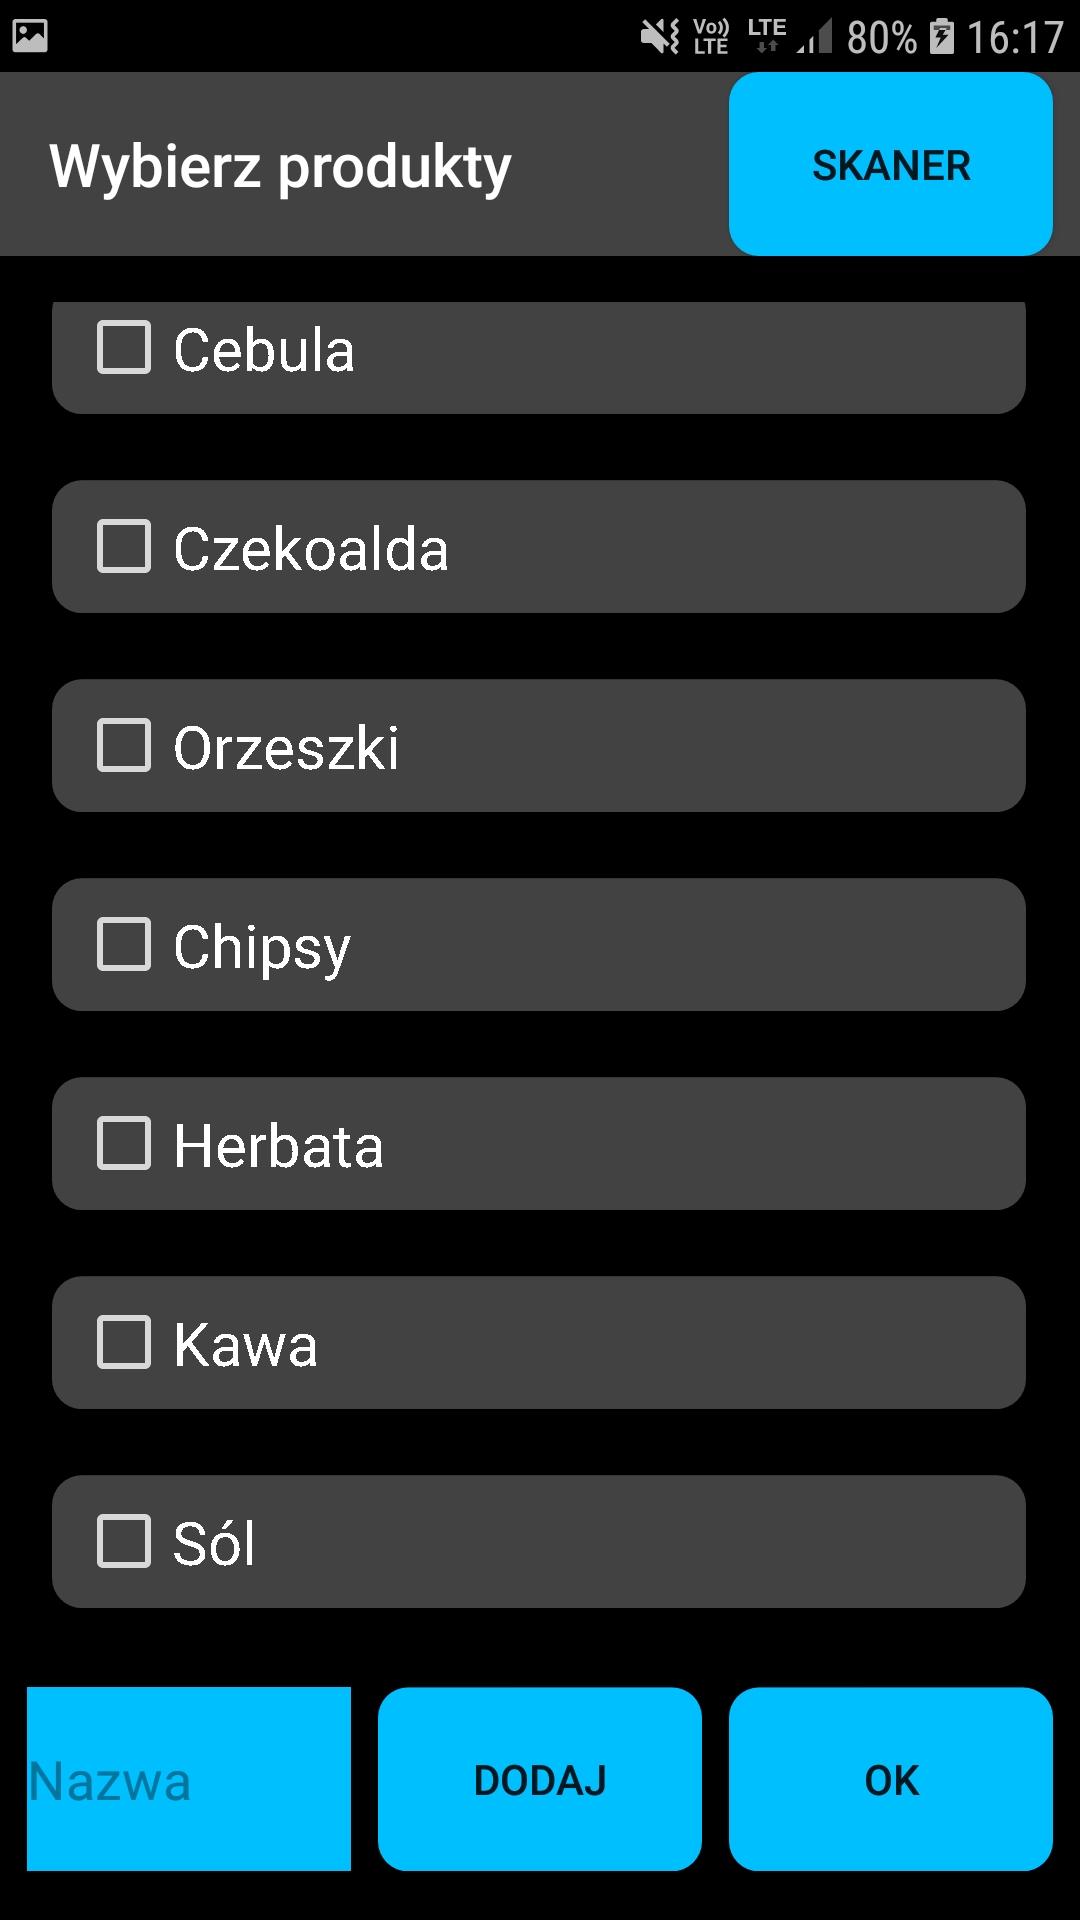 Vo)) LTE LTE 80% 16:17
Wybierz produkty
SKANER
Cebula
Czekoalda
Orzeszki
Chipsy
Herbata
Kawa
Sól
Nazwa
DODAJ
OK